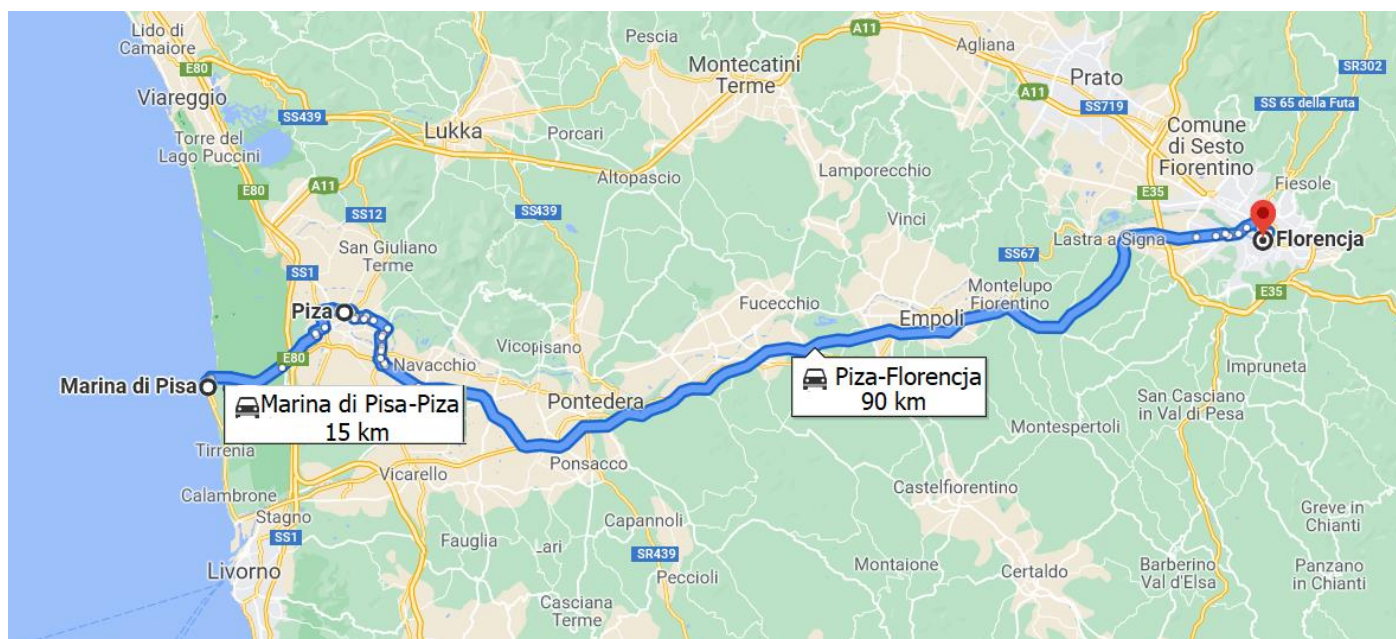 Lido di
Camaiore
E80
Viareggio
Torre del
Lago Puccini
SS439
Pescia
Montecatini
Terme
A11
Agliana
Prato
A11
SS719
SR302
SS 65 della Futa
Comune
di Sesto
Fiorentino
Fiesole
Lukka
Porcari
Altopascio
Lamporecchio
E35
E80
A11
SS12
SS439
Vinci
Lastra a Signa
Florencja
San Giuliano
Terme
SS1
SS67
Montelupo
Fiorentino
E35
Piza
Fucecchio
Empoli
Vicopisano
E80
Navacchio
Impruneta
Marina di Pisa
Marina di Pisa-Piza
15 km
Piza-Florencja
90 km
Pontedera
San Casciano
in Val di Pesa
Montespertoli
Tirrenia
Vicarello
Ponsacco
Calambrone
Castelfiorentino
Stagno
SS1
Capannoli
Greve in
Chianti
Fauglia
Lari
SR439
Livorno
Peccioli
Montaione
Certaldo
Barberino
Val d'Elsa
Panzano
in Chianti
Casciana
Terme